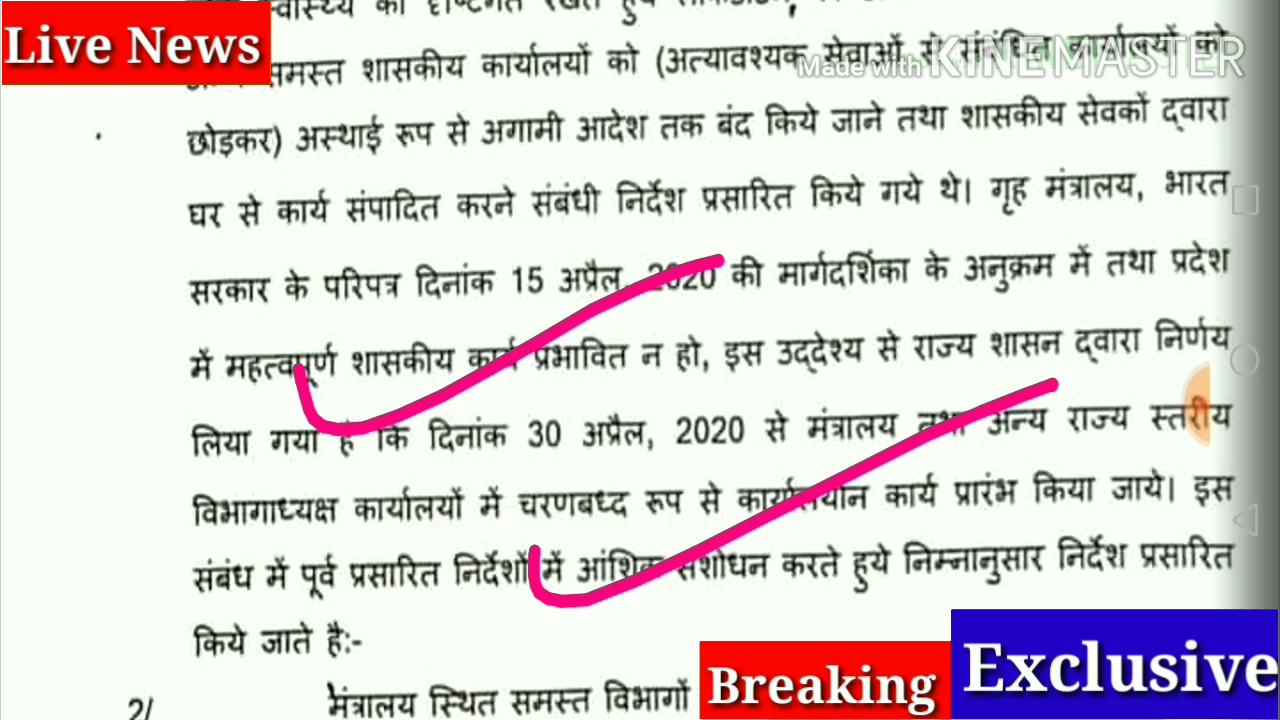 Live News
स्वास्थ्य को दृष्टिगत रखते हुये
समस्त शासकीय कार्यालयों को (अत्यावश्यक सेवाओं से संबंधित कार्यालयों को
Made with KINEMASTER
छोड़कर) अस्थाई रूप से अगामी आदेश तक बंद किये जाने तथा शासकीय सेवकों द्वारा
घर से कार्य संपादित करने संबंधी निर्देश प्रसारित किये गये थे। गृह मंत्रालय, भारत
सरकार के परिपत्र दिनांक 15 अप्रैल, 2020 की मार्गदर्शिका के अनुक्रम में तथा प्रदेश
में महत्वपूर्ण शासकीय कार्य प्रभावित न हो, इस उद्देश्य से राज्य शासन द्वारा निर्णय
लिया गया है कि दिनांक 30 अप्रैल, 2020 से मंत्रालय तथा अन्य राज्य स्तरीय
विभागाध्यक्ष कार्यालयों में चरणबध्द रूप से कार्यालयीन कार्य प्रारंभ किया जाये। इस
संबंध में पूर्व प्रसारित निर्देशों में आंशिक संशोधन करते हुये निम्नानुसार निर्देश प्रसारित
किये जाते है:-
2/ मंत्रालय स्थित समस्त विभागों
Breaking
Exclusive